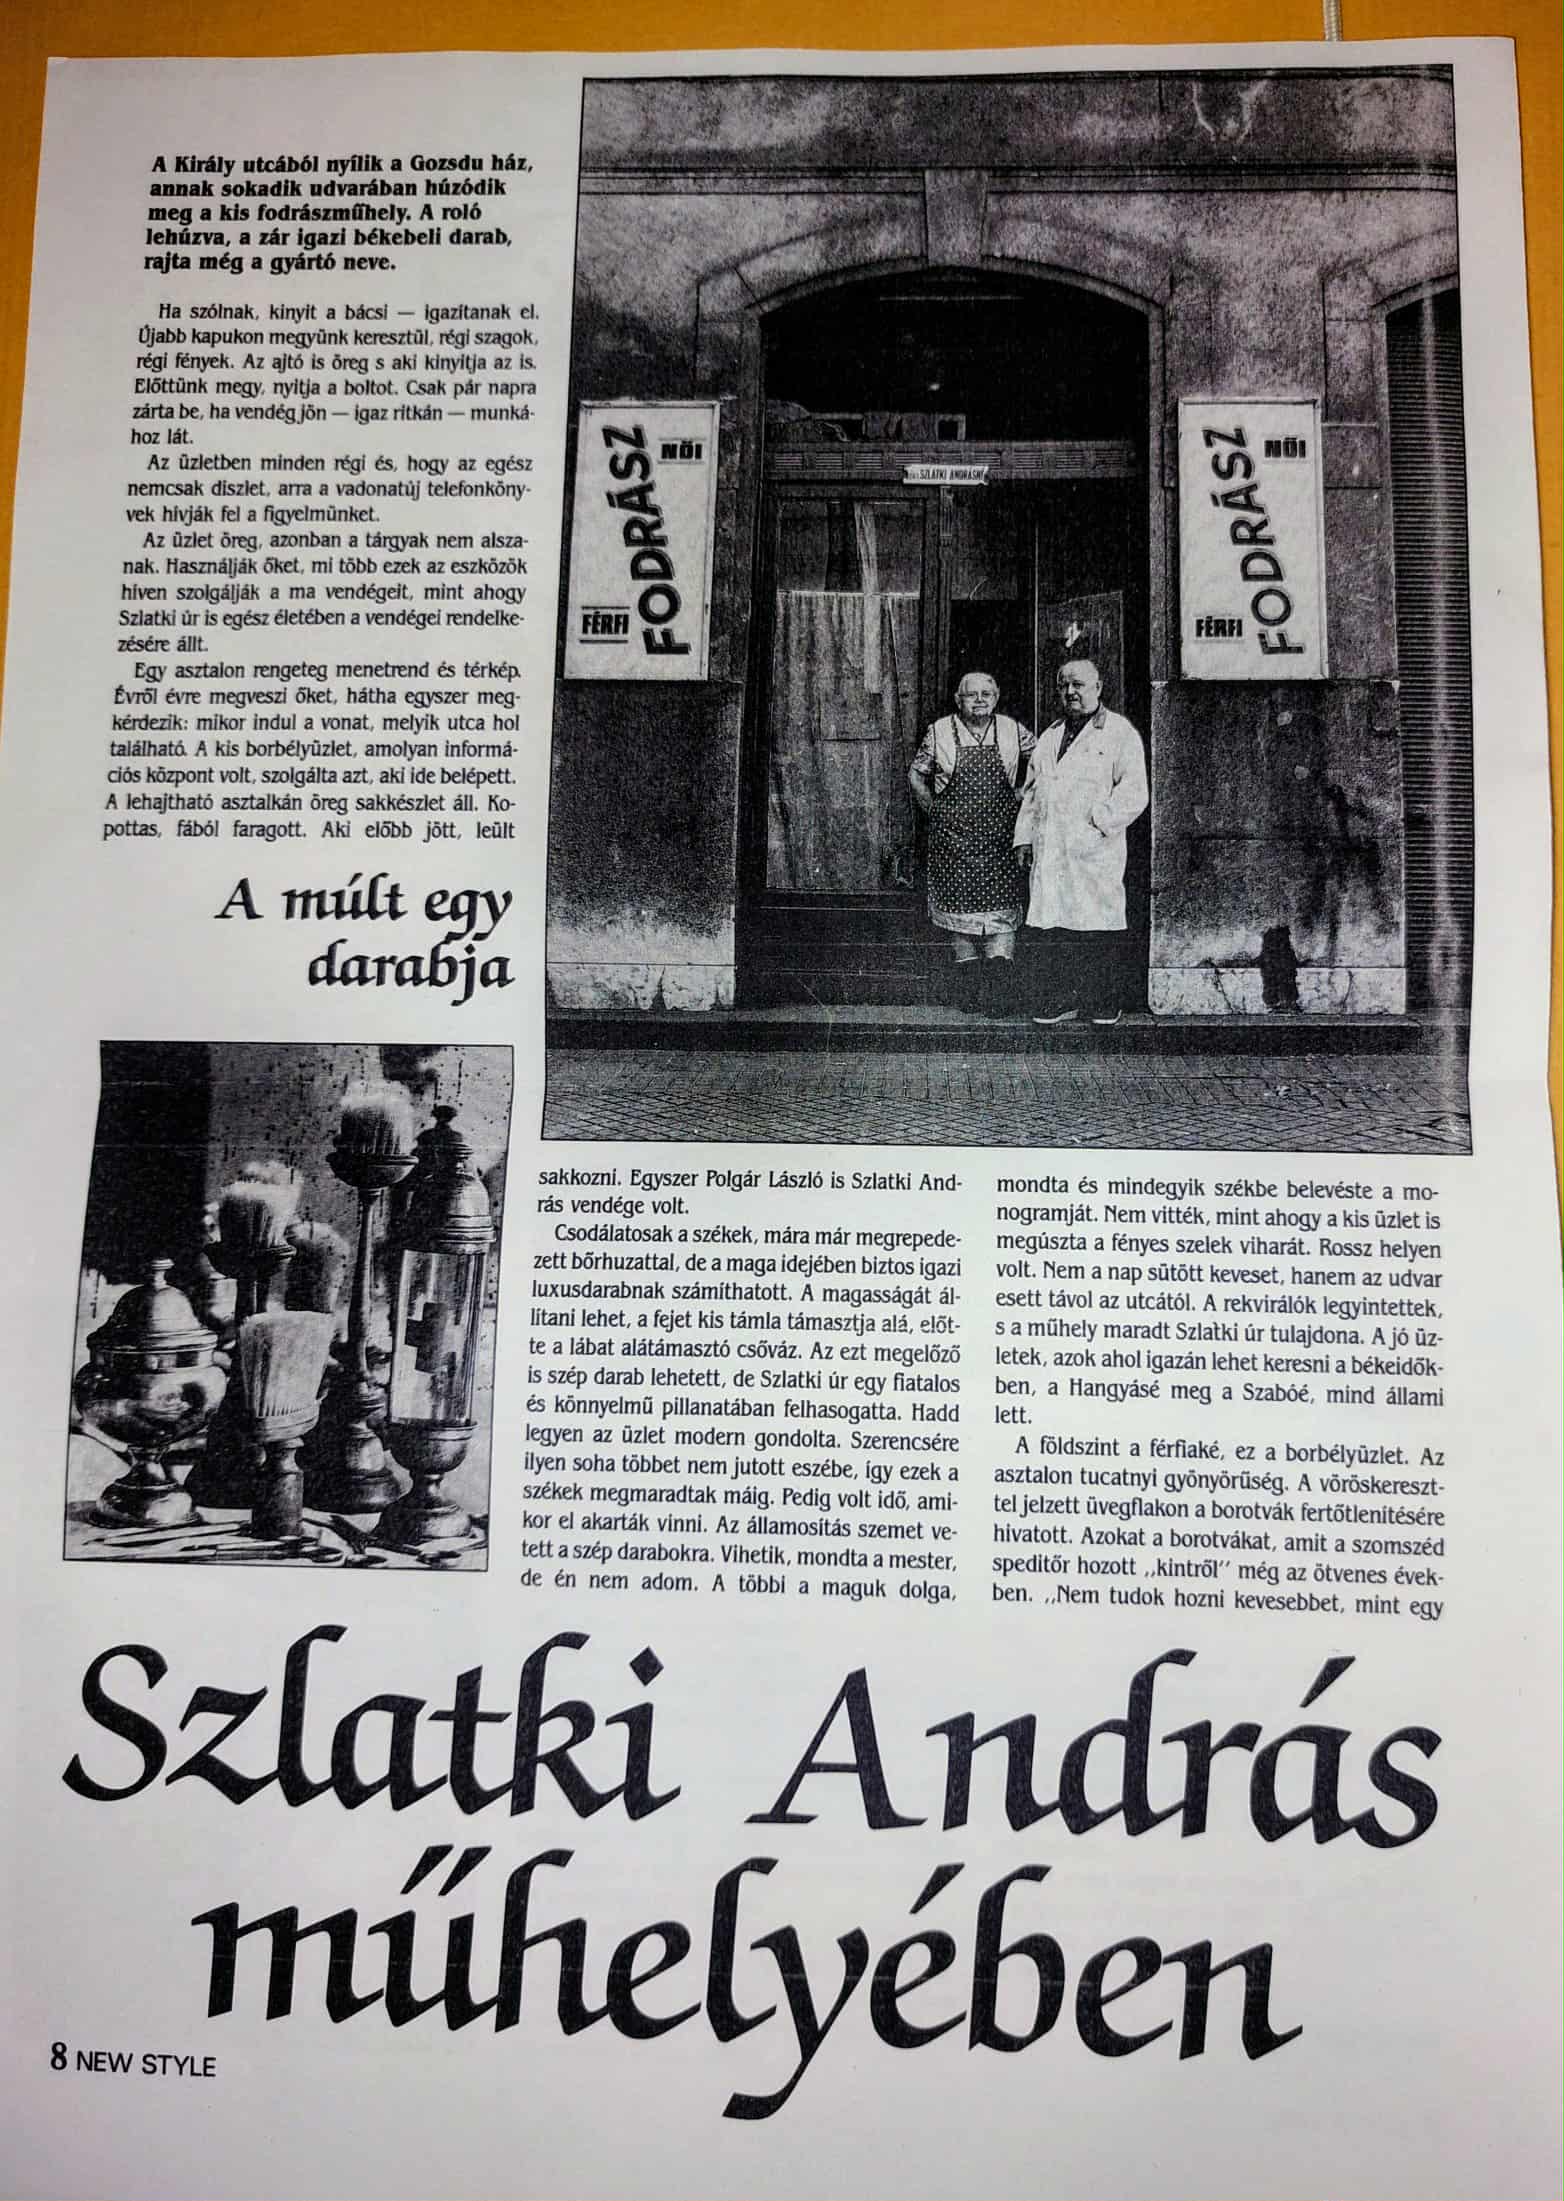 A Király utcából nyílik a Gozsdu ház,
annak sokadik udvarában húzódik
meg a kis fodrászműhely. A roló
lehúzva, a zár igazi békebeli darab,
rajta még a gyártó neve.
Ha szólnak, kinyit a bácsi — igazítanak el.
Újabb kapukon megyünk keresztül, régi szagok,
régi fények. Az ajtó is öreg s aki kinyitja az is.
Előttünk megy, nyitja a boltot. Csak pár napra
zárta be, ha vendég jön — igaz ritkán — munká-
hoz lát.
Az üzletben minden régi és, hogy az egész
nemcsak díszlet, arra a vadonatúj telefonköny-
vek hívják fel a figyelmünket.
Az üzlet öreg, azonban a tárgyak nem alsza-
nak. Használják őket, mi több ezek az eszközök
híven szolgálják a ma vendégeit, mint ahogy
Szlatki úr is egész életében a vendégei rendelke-
zésére állt.
Egy asztalon rengeteg menetrend és térkép.
Évről évre megveszi őket, hátha egyszer meg-
kérdezik: mikor indul a vonat, melyik utca hol
található. A kis borbélyüzlet, amolyan informá-
ciós központ volt, szolgálta azt, aki ide belépett.
A lehajtható asztalkán öreg sakkészlet áll. Ko-
pottas, fából faragott. Aki előbb jött, leült
A múlt egy
darabja
FODRÁSZ
NŐI
FÉRFI
SZLATKI ANDRÁSNÉ
FODRÁSZ
NŐI
FÉRFI
sakkozni. Egyszer Polgár László is Szlatki And-
rás vendége volt.
Csodálatosak a székek, mára már megrepede-
zett bőrhuzattal, de a maga idejében biztos igazi
luxusdarabnak számíthatott. A magasságát ál-
lítani lehet, a fejet kis támla támasztja alá, előt-
te a lábat alátámasztó csőváz. Az ezt megelőző
is szép darab lehetett, de Szlatki úr egy fiatalos
és könnyelmű pillanatában felhasogatta. Hadd
legyen az üzlet modern gondolta. Szerencsére
ilyen soha többet nem jutott eszébe, így ezek a
székek megmaradtak máig. Pedig volt idő, ami-
kor el akarták vinni. Az államosítás szemet ve-
tett a szép darabokra. Vihetik, mondta a mester,
de én nem adom. A többi a maguk dolga,
mondta és mindegyik székbe belevéste a mo-
nogramját. Nem vitték, mint ahogy a kis üzlet is
megúszta a fényes szelek viharát. Rossz helyen
volt. Nem a nap sütött keveset, hanem az udvar
esett távol az utcától. A rekvirálók legyintettek,
s a műhely maradt Szlatki úr tulajdona. A jó üz-
letek, azok ahol igazán lehet keresni a békeidők-
ben, a Hangyásé meg a Szabóé, mind állami
lett.
A földszint a férfiaké, ez a borbélyüzlet. Az
asztalon tucatnyi gyönyörűség. A vöröskereszt-
tel jelzett üvegflakon a borotvák fertőtlenítésére
hivatott. Azokat a borotvákat, amit a szomszéd
speditőr hozott ,,kintről'' még az ötvenes évek-
ben. ,,Nem tudok hozni kevesebbet, mint egy
Szlatki András
műhelyében
8 NEW STYLE